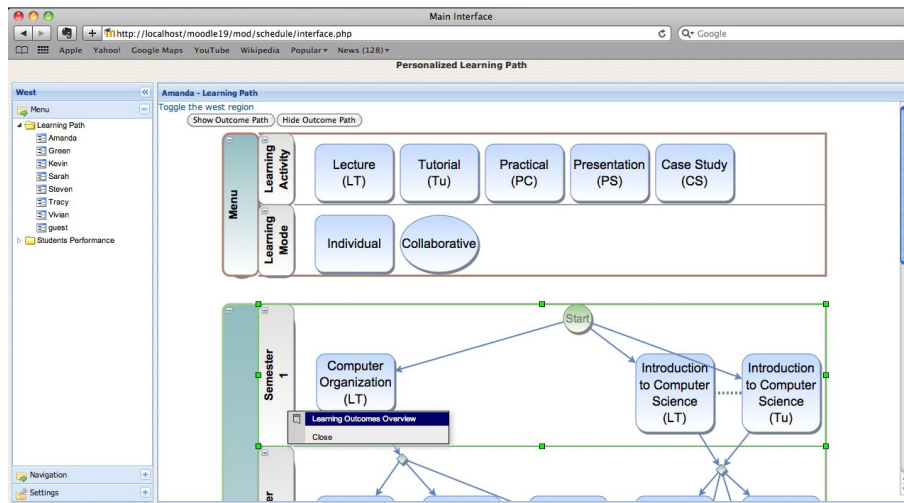 Main Interface
http://localhost/moodle19/mod/schedule/interface.php
Google
Apple Yahoo! Google Maps YouTube Wikipedia Popular News (128)
Personalized Learning Path
West
Menu
Learning Path
Amanda
Green
Kevin
Sarah
Steven
Tracy
Vivian
guest
Students Performance
Navigation
Settings
Amanda - Learning Path
Toggle the west region
Show Outcome Path Hide Outcome Path
Menu
Learning
Activity
Lecture
(LT)
Tutorial
(Tu)
Practical
(PC)
Presentation
(PS)
Case Study
(CS)
Learning
Mode
Individual
Collaborative
Semester
1
Start
Computer
Organization
(LT)
Introduction
to Computer
Science
(LT)
Introduction
to Computer
Science
(Tu)
Learning Outcomes Overview
Close